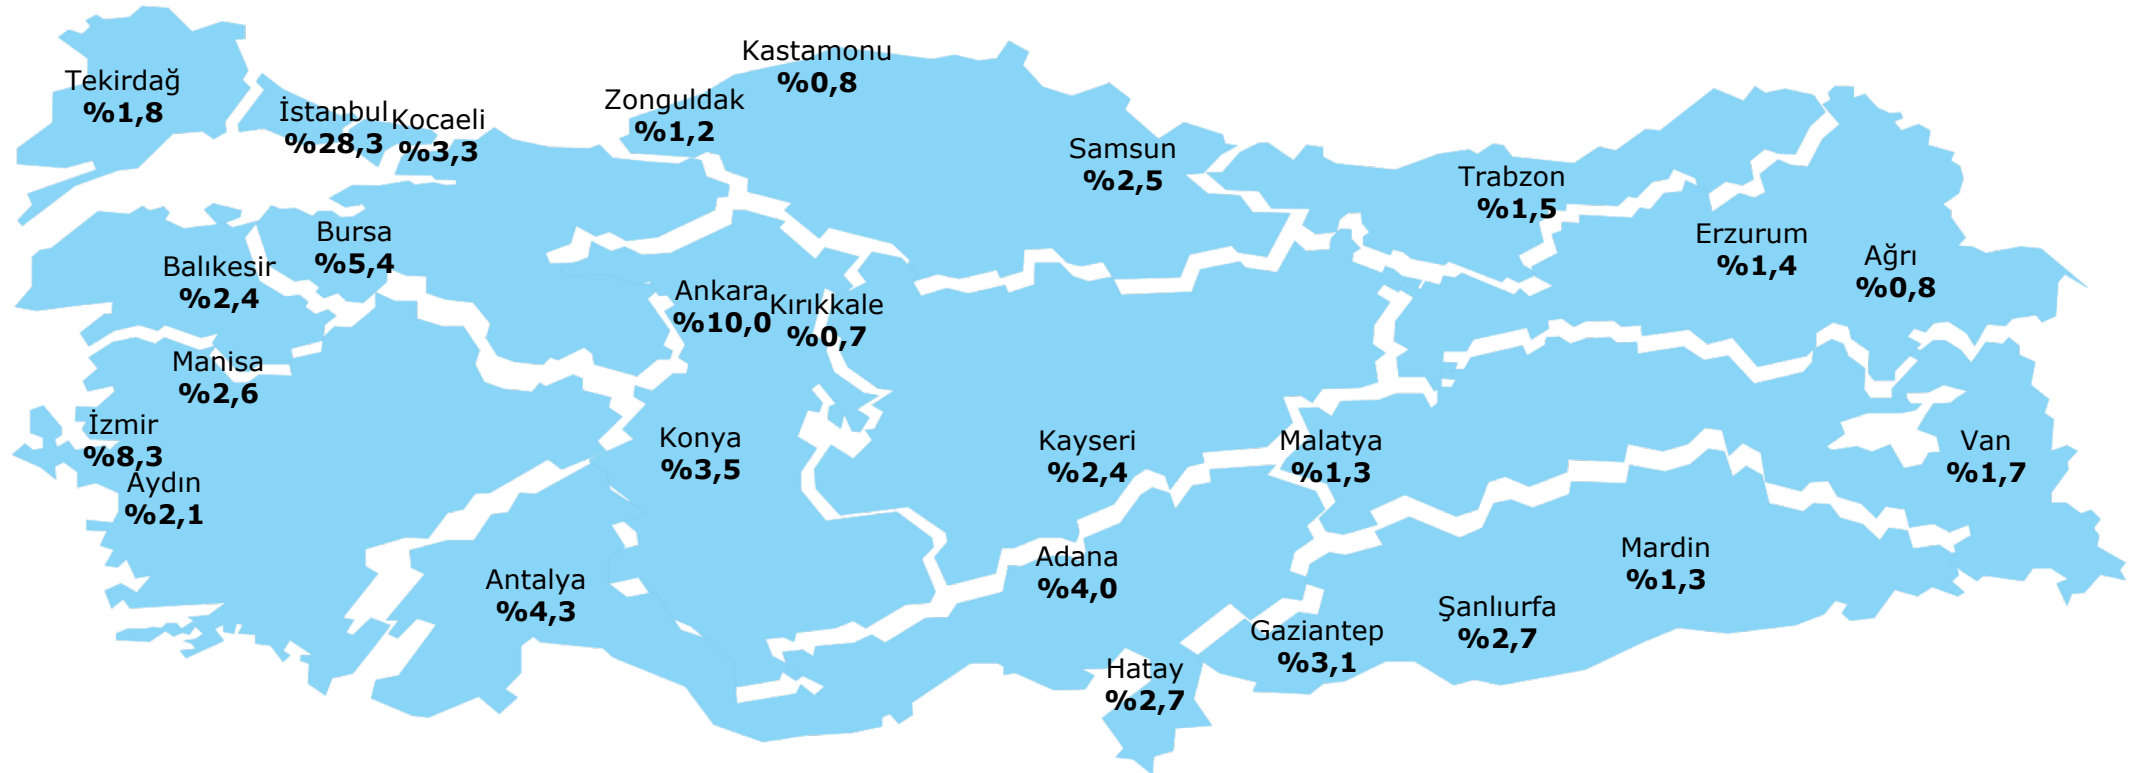 Kastamonu
%0,8
Tekirdağ
%1,8
Zonguldak
%1,2
İstanbul
%28,3
Kocaeli
%3,3
Samsun
%2,5
Trabzon
%1,5
Bursa
%5,4
Erzurum
%1,4
Ağrı
%0,8
Balıkesir
%2,4
Ankara
%10,0
Kırıkkale
%0,7
Manisa
%2,6
İzmir
%8,3
Konya
%3,5
Kayseri
%2,4
Malatya
%1,3
Van
%1,7
Aydın
%2,1
Mardin
%1,3
Adana
%4,0
Antalya
%4,3
Şanlıurfa
%2,7
Gaziantep
%3,1
Hatay
%2,7